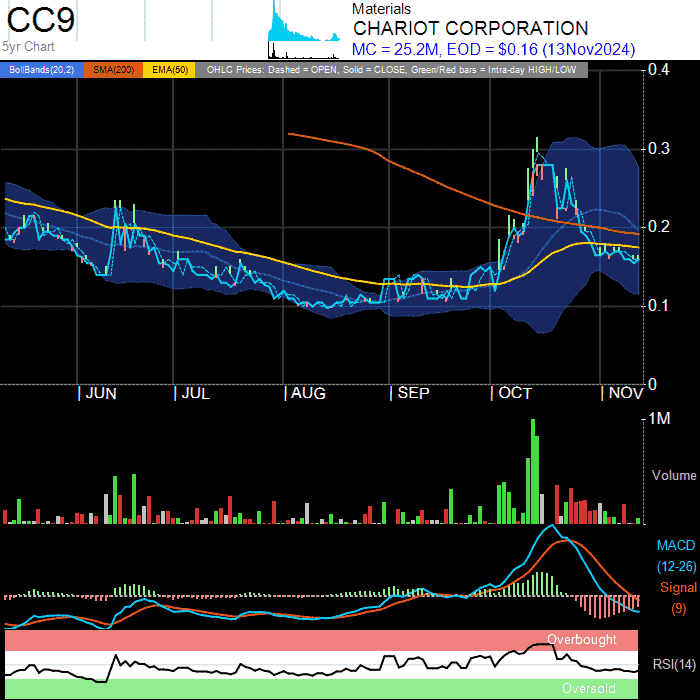 CC9
5yr Chart
Materials
CHARIOT CORPORATION
MC = 25.2M, EOD = $0.16 (13Nov2024)
BollBands(20,2) SMA(200) EMA(50) OHLC Prices: Dashed = OPEN, Solid = CLOSE, Green/Red bars = Intra-day HIGH/LOW
0.4
0.3
0.2
0.1
0
| JUN | JUL | AUG | SEP | OCT | NOV
1M
Volume
MACD
(12-26)
Signal
(9)
Overbought
RSI(14)
Oversold